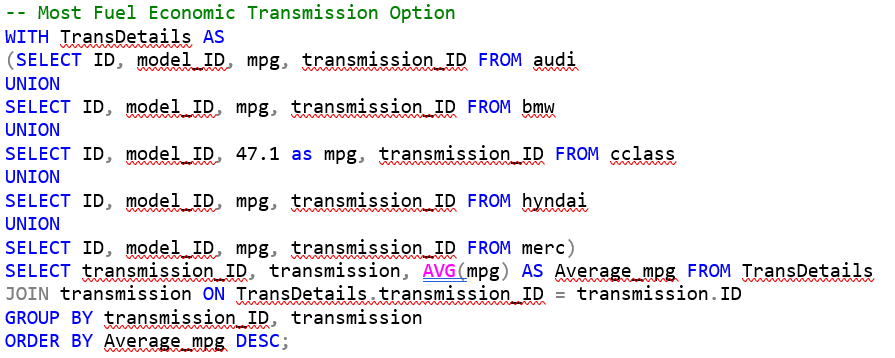 -- Most Fuel Economic Transmission Option
WITH TransDetails AS
(SELECT ID, model_ID, mpg, transmission_ID FROM audi
UNION
SELECT ID, model_ID, mpg, transmission_ID FROM bmw
UNION
SELECT ID, model_ID, 47.1 as mpg, transmission_ID FROM cclass
UNION
SELECT ID, model_ID, mpg, transmission_ID FROM hyndai
UNION
SELECT ID, model_ID, mpg, transmission_ID FROM merc)
SELECT transmission_ID, transmission, AVG(mpg) AS Average_mpg FROM TransDetails
JOIN transmission ON TransDetails.transmission_ID = transmission.ID
GROUP BY transmission_ID, transmission
ORDER BY Average_mpg DESC;